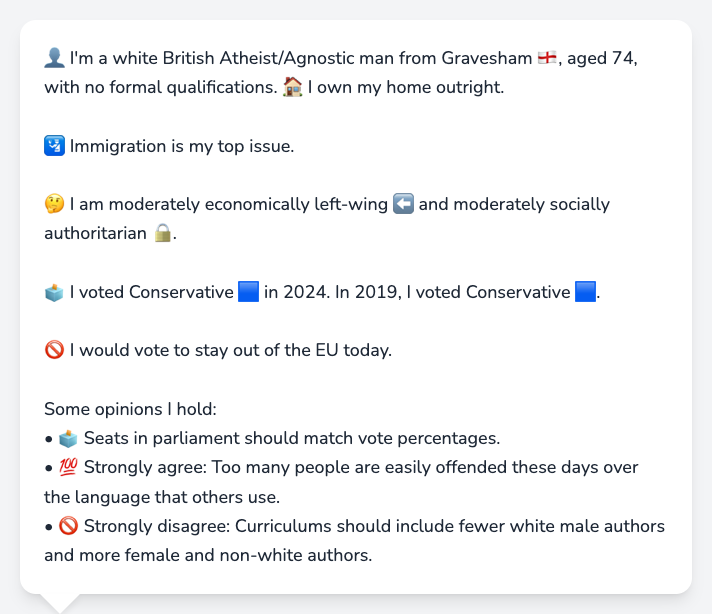 👤 I'm a white British Atheist/Agnostic man from Gravesham 🏴󠁧󠁢󠁥󠁮󠁧󠁿, aged 74,
with no formal qualifications. 🏠 I own my home outright.
🛂 Immigration is my top issue.
🤔 I am moderately economically left-wing ⬅️ and moderately socially
authoritarian 🔒.
🗳️ I voted Conservative 🟦 in 2024. In 2019, I voted Conservative 🟦.
🚫 I would vote to stay out of the EU today.
Some opinions I hold:
• 🗳️ Seats in parliament should match vote percentages.
• 💯 Strongly agree: Too many people are easily offended these days over
the language that others use.
• 🚫 Strongly disagree: Curriculums should include fewer white male authors
and more female and non-white authors.